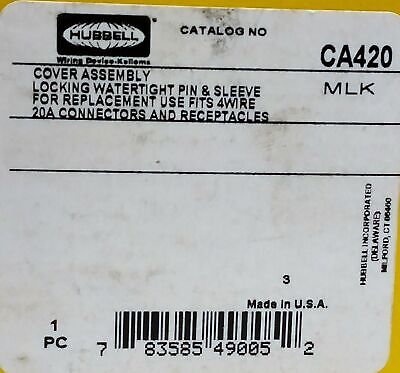 HUBBELL
Wiring Device-Kellems
CATALOG NO
CA420
COVER ASSEMBLY
LOCKING WATERTIGHT PIN & SLEEVE
FOR REPLACEMENT USE FITS 4WIRE
20A CONNECTORS AND RECEPTACLES
MLK
HUBBELL INCORPORATED
(DELAWARE)
MILFORD, CT 06460
3
Made in U.S.A.
1
PC
7 83585 49005 2